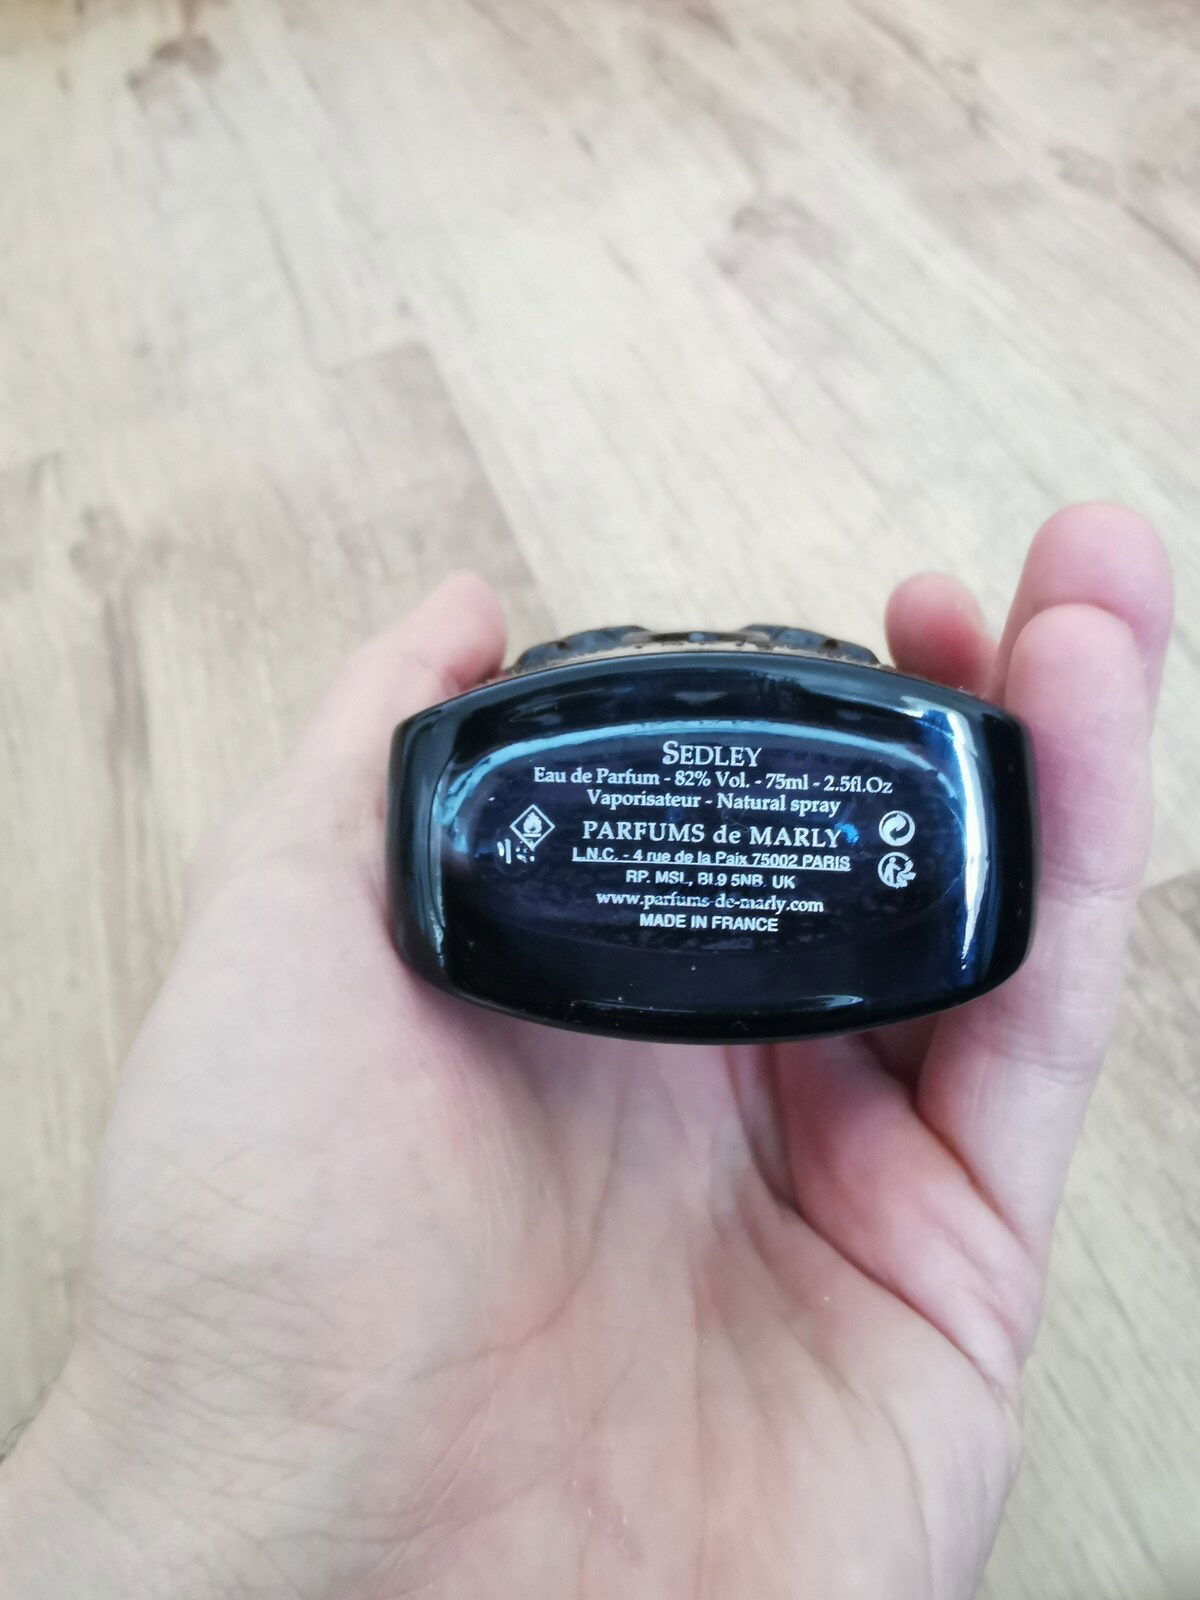 SEDLEY
Eau de Parfum - 82% Vol. - 75ml - 2.5fl.Oz
Vaporisateur - Natural spray
PARFUMS de MARLY
L.N.C. - 4 rue de la Paix 75002 PARIS
RP. MSL, BL9 5NB. UK
www.parfums-de-marly.com
MADE IN FRANCE